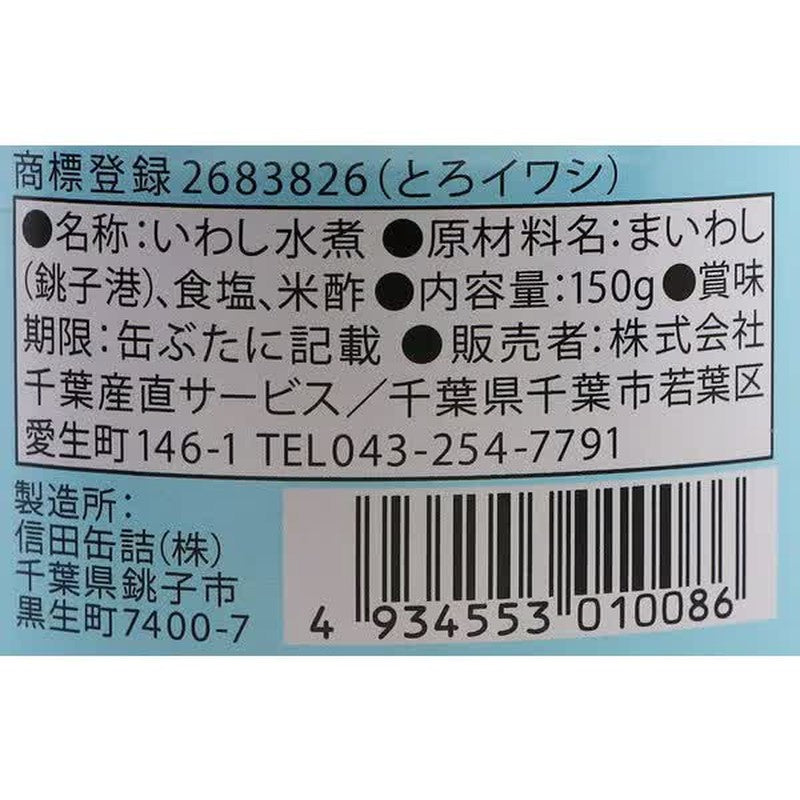 商標登録2683826(とろイワシ)
●名称:いわし水煮 ●原材料名:まいわし
(銚子港)、食塩、米酢●内容量:150g●賞味
期限:缶ぶたに記載 ●販売者:株式会社
千葉産直サービス/千葉県千葉市若葉区
愛生町146-1 TEL043-254-7791
製造所:
信田缶詰(株)
千葉県銚子市
黒生町7400-7
4 934553 010086